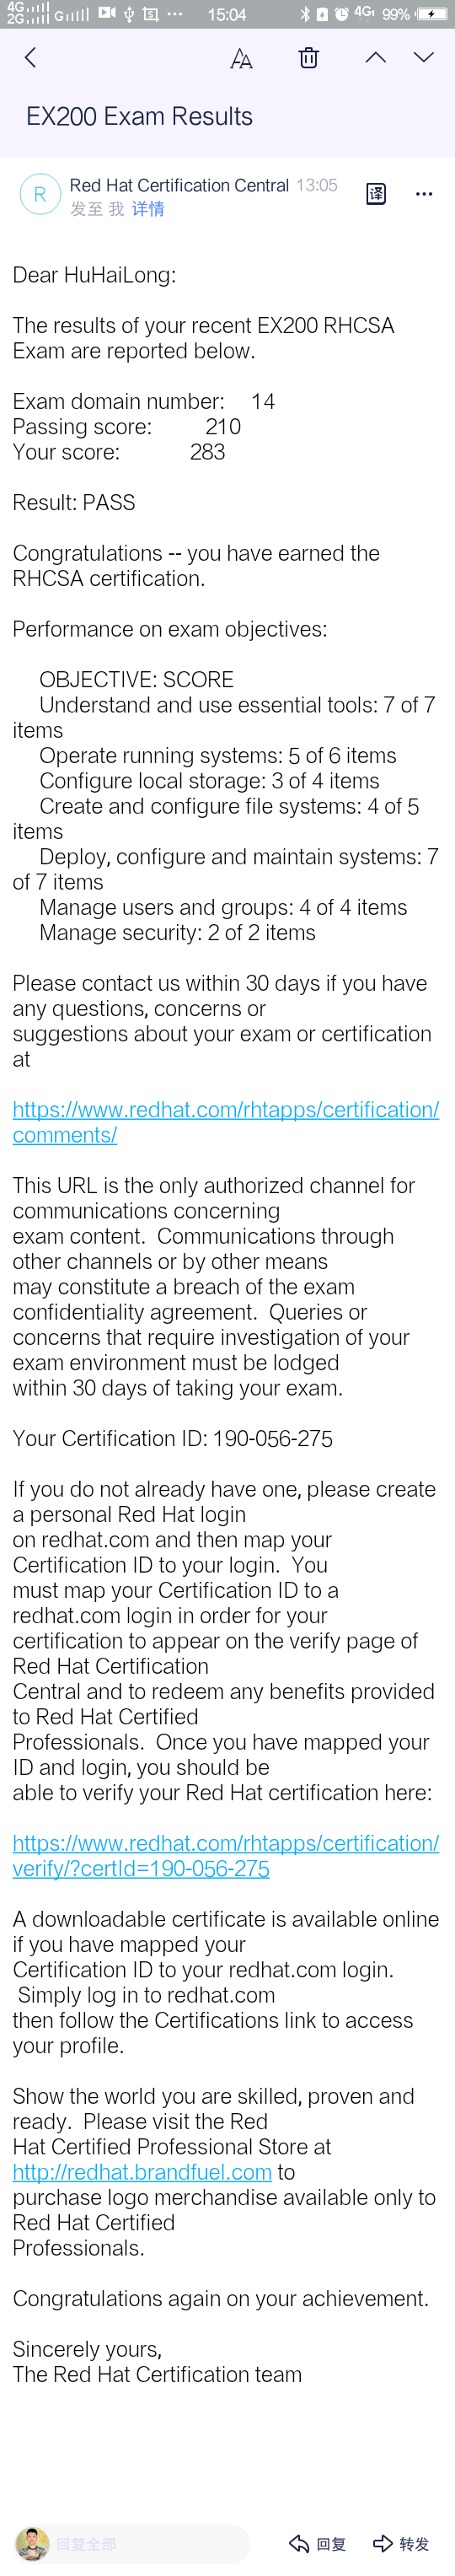 4G 2G G 15:04 4G 99%
EX200 Exam Results
R Red Hat Certification Central 13:05 译
发至 我 详情
Dear HuHaiLong:
The results of your recent EX200 RHCSA
Exam are reported below.
Exam domain number: 14
Passing score: 210
Your score: 283
Result: PASS
Congratulations -- you have earned the
RHCSA certification.
Performance on exam objectives:
OBJECTIVE: SCORE
Understand and use essential tools: 7 of 7
items
Operate running systems: 5 of 6 items
Configure local storage: 3 of 4 items
Create and configure file systems: 4 of 5
items
Deploy, configure and maintain systems: 7
of 7 items
Manage users and groups: 4 of 4 items
Manage security: 2 of 2 items
Please contact us within 30 days if you have
any questions, concerns or
suggestions about your exam or certification
at
https://www.redhat.com/rhtapps/certification/
comments/
This URL is the only authorized channel for
communications concerning
exam content.  Communications through
other channels or by other means
may constitute a breach of the exam
confidentiality agreement.  Queries or
concerns that require investigation of your
exam environment must be lodged
within 30 days of taking your exam.
Your Certification ID: 190-056-275
If you do not already have one, please create
a personal Red Hat login
on redhat.com and then map your
Certification ID to your login.  You
must map your Certification ID to a
redhat.com login in order for your
certification to appear on the verify page of
Red Hat Certification
Central and to redeem any benefits provided
to Red Hat Certified
Professionals.  Once you have mapped your
ID and login, you should be
able to verify your Red Hat certification here:
https://www.redhat.com/rhtapps/certification/
verify/?certId=190-056-275
A downloadable certificate is available online
if you have mapped your
Certification ID to your redhat.com login.
Simply log in to redhat.com
then follow the Certifications link to access
your profile.
Show the world you are skilled, proven and
ready.  Please visit the Red
Hat Certified Professional Store at
http://redhat.brandfuel.com to
purchase logo merchandise available only to
Red Hat Certified
Professionals.
Congratulations again on your achievement.
Sincerely yours,
The Red Hat Certification team
回复全部 回复 转发